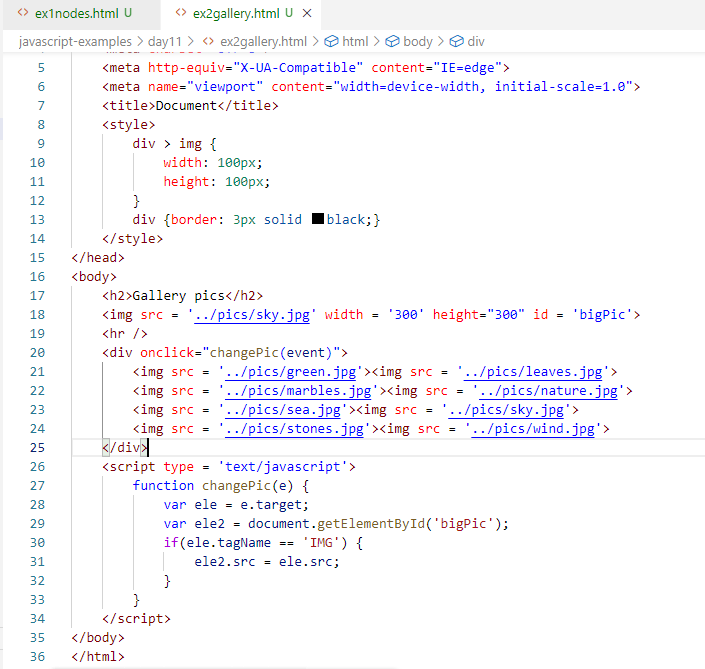 ex1nodes.html U ex2gallery.html U
javascript-examples > day11 > ex2gallery.html > html > body > div
5 <meta http-equiv="X-UA-Compatible" content="IE=edge">
6 <meta name="viewport" content="width=device-width, initial-scale=1.0">
7 <title>Document</title>
8 <style>
9 div > img {
10 width: 100px;
11 height: 100px;
12 }
13 div {border: 3px solid black;}
14 </style>
15 </head>
16 <body>
17 <h2>Gallery pics</h2>
18 <img src = '../pics/sky.jpg' width = '300' height="300" id = 'bigPic'>
19 <hr />
20 <div onclick="changePic(event)">
21 <img src = '../pics/green.jpg'><img src = '../pics/leaves.jpg'>
22 <img src = '../pics/marbles.jpg'><img src = '../pics/nature.jpg'>
23 <img src = '../pics/sea.jpg'><img src = '../pics/sky.jpg'>
24 <img src = '../pics/stones.jpg'><img src = '../pics/wind.jpg'>
25 </div>
26 <script type = 'text/javascript'>
27 function changePic(e) {
28 var ele = e.target;
29 var ele2 = document.getElementById('bigPic');
30 if(ele.tagName == 'IMG') {
31 ele2.src = ele.src;
32 }
33 }
34 </script>
35 </body>
36 </html>